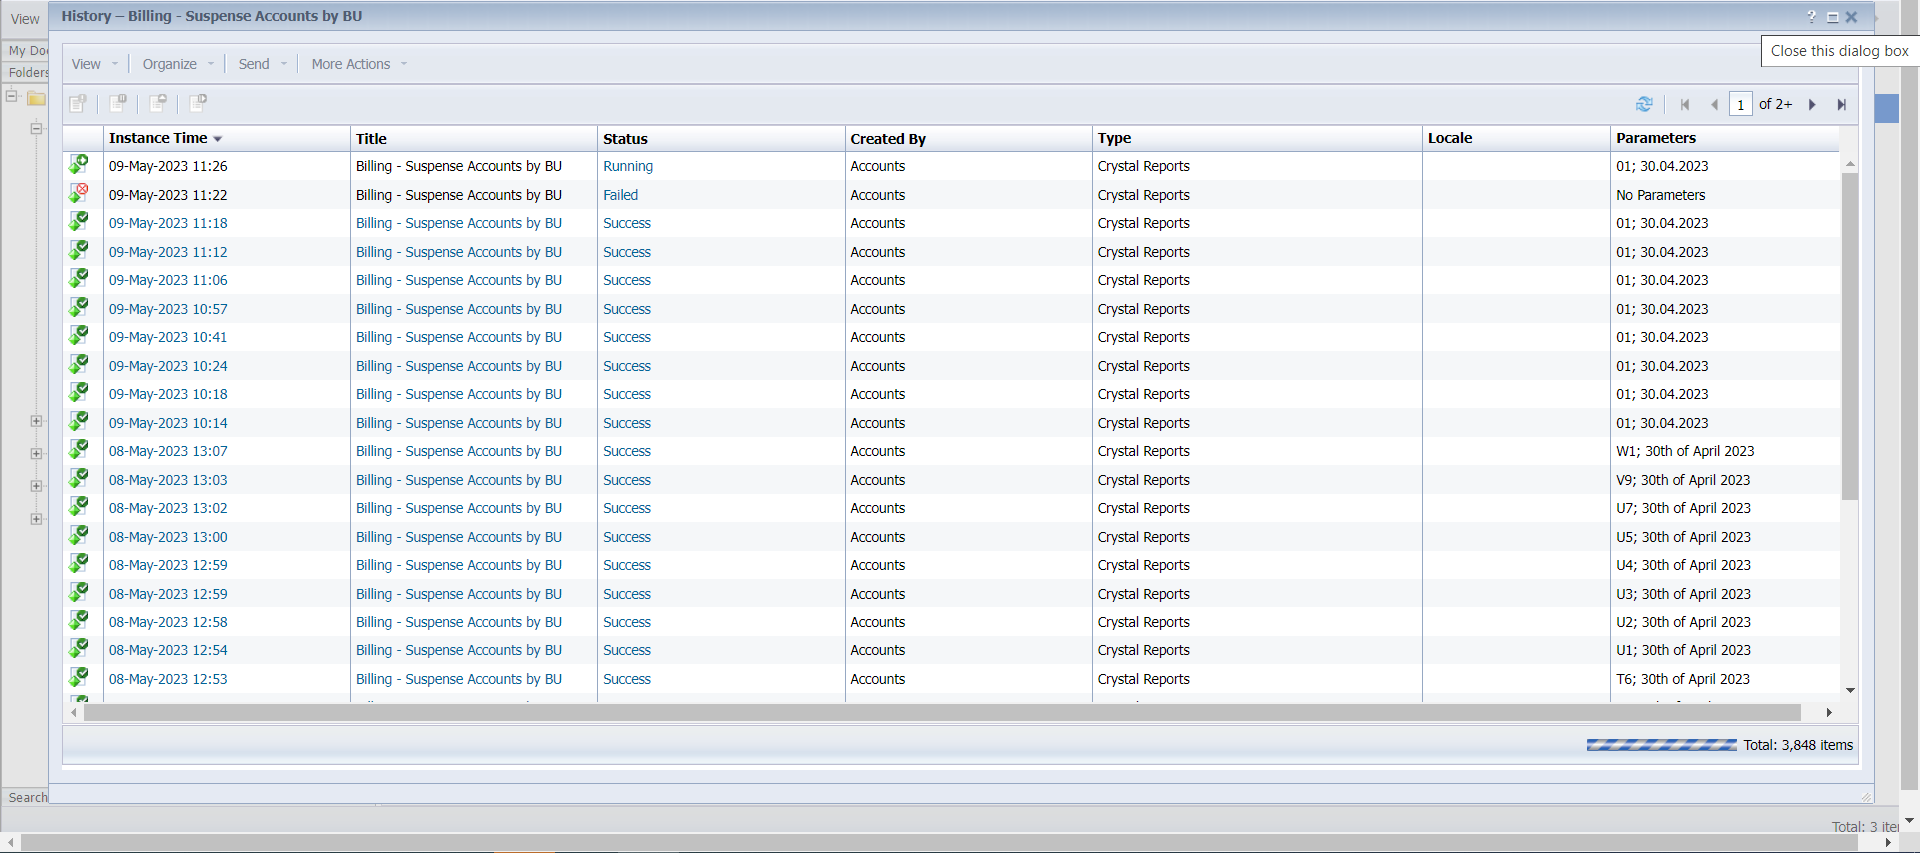 View
History – Billing - Suspense Accounts by BU
?
Close this dialog box
My Doc
Folders
View Organize Send More Actions
1 of 2+
Instance Time Title Status Created By Type Locale Parameters
09-May-2023 11:26 Billing - Suspense Accounts by BU Running Accounts Crystal Reports 01; 30.04.2023
09-May-2023 11:22 Billing - Suspense Accounts by BU Failed Accounts Crystal Reports No Parameters
09-May-2023 11:18 Billing - Suspense Accounts by BU Success Accounts Crystal Reports 01; 30.04.2023
09-May-2023 11:12 Billing - Suspense Accounts by BU Success Accounts Crystal Reports 01; 30.04.2023
09-May-2023 11:06 Billing - Suspense Accounts by BU Success Accounts Crystal Reports 01; 30.04.2023
09-May-2023 10:57 Billing - Suspense Accounts by BU Success Accounts Crystal Reports 01; 30.04.2023
09-May-2023 10:41 Billing - Suspense Accounts by BU Success Accounts Crystal Reports 01; 30.04.2023
09-May-2023 10:24 Billing - Suspense Accounts by BU Success Accounts Crystal Reports 01; 30.04.2023
09-May-2023 10:18 Billing - Suspense Accounts by BU Success Accounts Crystal Reports 01; 30.04.2023
09-May-2023 10:14 Billing - Suspense Accounts by BU Success Accounts Crystal Reports 01; 30.04.2023
08-May-2023 13:07 Billing - Suspense Accounts by BU Success Accounts Crystal Reports W1; 30th of April 2023
08-May-2023 13:03 Billing - Suspense Accounts by BU Success Accounts Crystal Reports V9; 30th of April 2023
08-May-2023 13:02 Billing - Suspense Accounts by BU Success Accounts Crystal Reports U7; 30th of April 2023
08-May-2023 13:00 Billing - Suspense Accounts by BU Success Accounts Crystal Reports U5; 30th of April 2023
08-May-2023 12:59 Billing - Suspense Accounts by BU Success Accounts Crystal Reports U4; 30th of April 2023
08-May-2023 12:59 Billing - Suspense Accounts by BU Success Accounts Crystal Reports U3; 30th of April 2023
08-May-2023 12:58 Billing - Suspense Accounts by BU Success Accounts Crystal Reports U2; 30th of April 2023
08-May-2023 12:54 Billing - Suspense Accounts by BU Success Accounts Crystal Reports U1; 30th of April 2023
08-May-2023 12:53 Billing - Suspense Accounts by BU Success Accounts Crystal Reports T6; 30th of April 2023
Total: 3,848 items
Search
Total: 3 iter